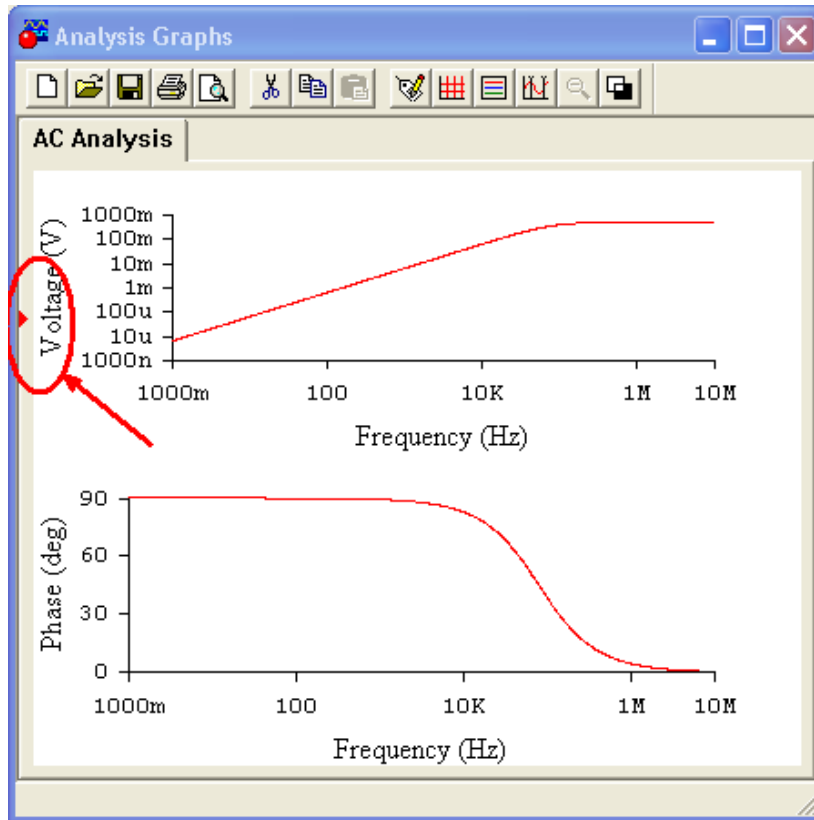 Analysis Graphs
AC Analysis
Voltage (V)
1000m
100m
10m
1m
100u
10u
1000n
1000m 100 10K 1M 10M
Frequency (Hz)
Phase (deg)
90
60
30
0
1000m 100 10K 1M 10M
Frequency (Hz)